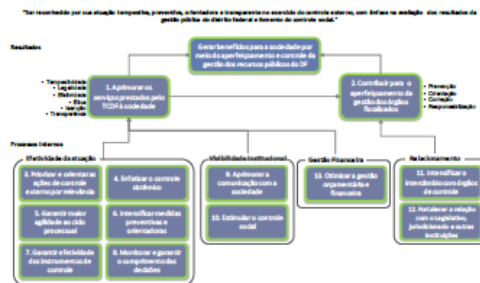 "Ser reconhecido por sua atuação tempestiva, preventiva, orientadora e transparente no exercício do controle externo, com ênfase na avaliação dos resultados da
gestão pública do distrito federal e fomento do controle social."
Resultados
Gerar benefícios para a sociedade por
meio do aperfeiçoamento e controle da
gestão dos recursos públicos do DF
• Tempestividade
• Legalidade
• Efetividade
• Ética
• Isenção
• Transparência
1. Aprimorar os
serviços prestados pelo
TCDF à sociedade
2. Contribuir para o
aperfeiçoamento da
gestão dos órgãos
fiscalizados
• Prevenção
• Orientação
• Correção
• Responsabilização
Processos Internos
Efetividade da atuação
3. Priorizar e orientar as
ações de controle
externo por relevância
4. Enfatizar o controle
sistêmico
5. Garantir maior
agilidade ao ciclo
processual
6. Intensificar medidas
preventivas e
orientadoras
7. Garantir efetividade
dos instrumentos de
controle
8. Monitorar e garantir
o cumprimento das
decisões
Visibilidade Institucional
9. Aprimorar a
comunicação com a
sociedade
10. Estimular o controle
social
Gestão Financeira
13. Otimizar a gestão
orçamentária e
financeira
Relacionamento
11. Intensificar o
intercâmbio com órgãos de
controle
12. Fortalecer a relação
com o Legislativo,
jurisdicionado e outras
instituições